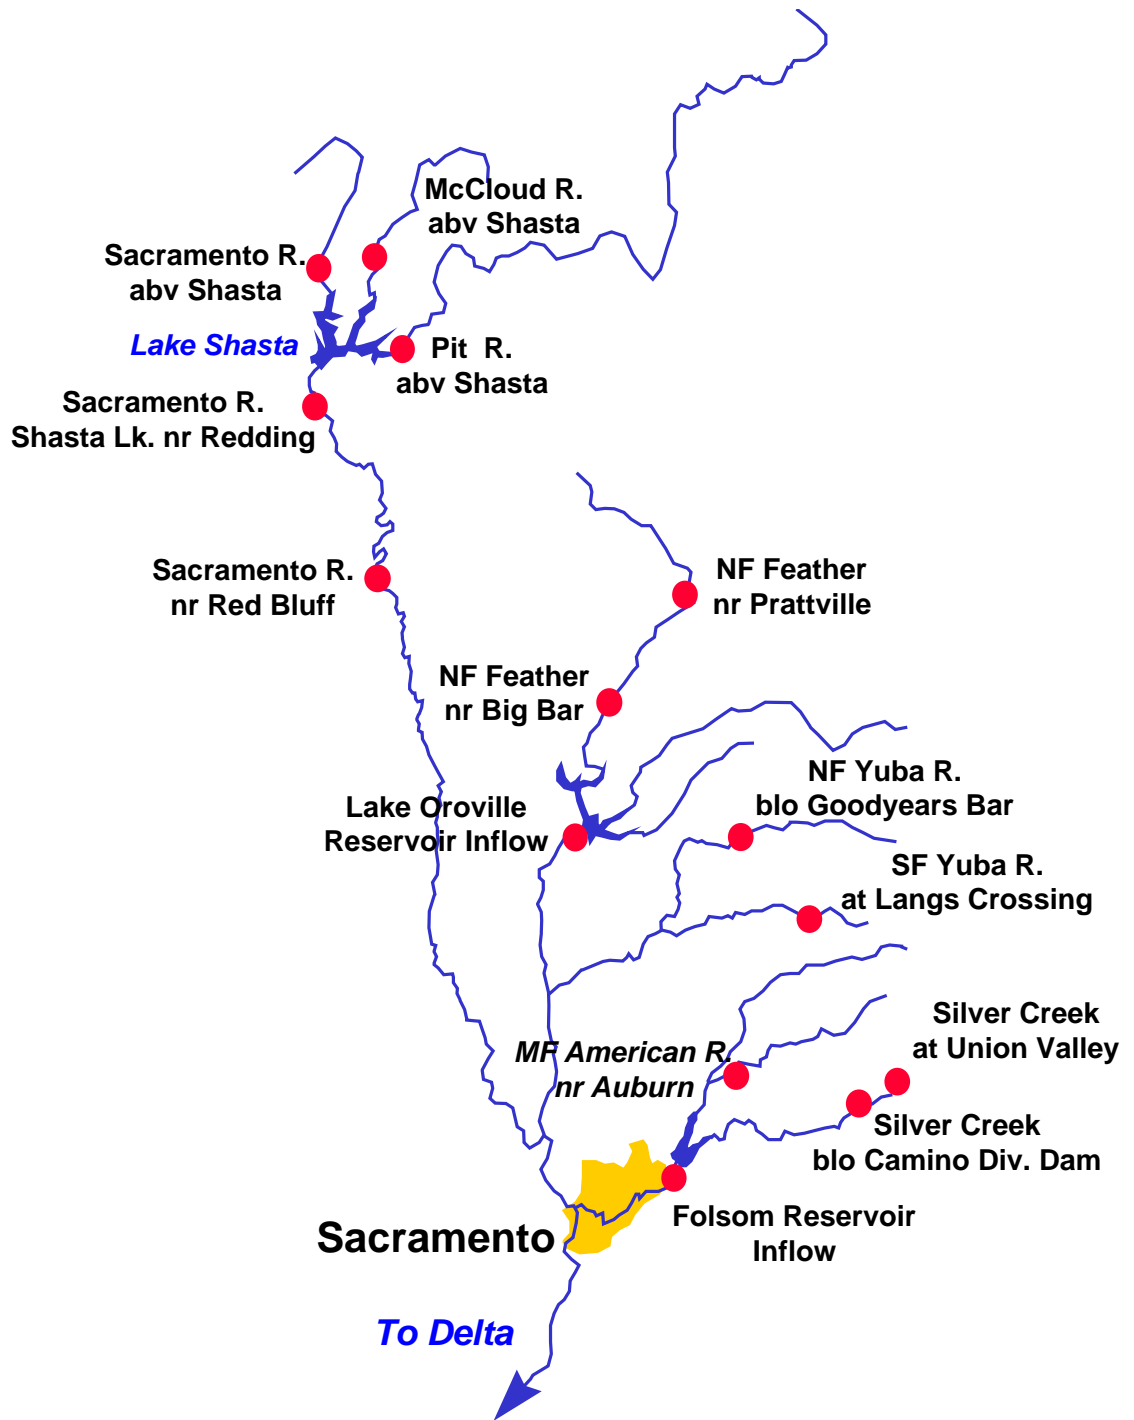 McCloud R.
abv Shasta
Sacramento R.
abv Shasta
Lake Shasta
Pit R.
abv Shasta
Sacramento R.
Shasta Lk. nr Redding
Sacramento R.
nr Red Bluff
NF Feather
nr Prattville
NF Feather
nr Big Bar
NF Yuba R.
blo Goodyears Bar
Lake Oroville
Reservoir Inflow
SF Yuba R.
at Langs Crossing
Silver Creek
at Union Valley
MF American R.
nr Auburn
Silver Creek
blo Camino Div. Dam
Folsom Reservoir
Inflow
Sacramento
To Delta